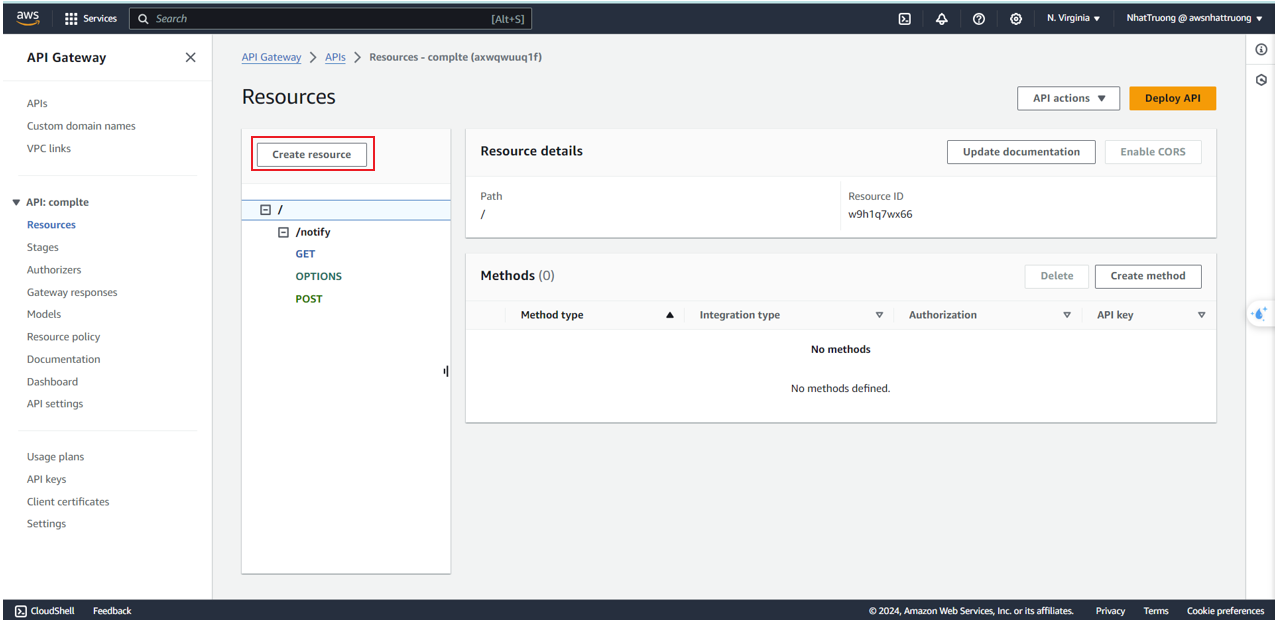 aws Services Search [Alt+S] N. Virginia NhatTruong @ awsnhattruong
API Gateway
APIs
Custom domain names
VPC links
API: complte
Resources
Stages
Authorizers
Gateway responses
Models
Resource policy
Documentation
Dashboard
API settings
Usage plans
API keys
Client certificates
Settings
API Gateway APIs Resources - complte (axwqwuuq1f)
Resources
API actions Deploy API
Create resource
/
/notify
GET
OPTIONS
POST
Resource details
Update documentation Enable CORS
Path Resource ID
/ w9h1q7wx66
Methods (0)
Delete Create method
Method type Integration type Authorization API key
No methods
No methods defined.
CloudShell Feedback © 2024, Amazon Web Services, Inc. or its affiliates. Privacy Terms Cookie preferences